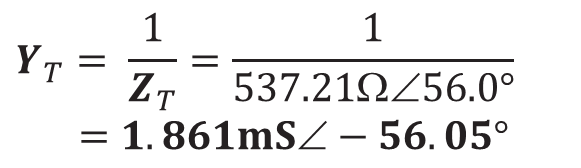 Y_T = 1/Z_T = 1/537.21Ω∠56.0°
= 1.861mS∠ − 56.05°